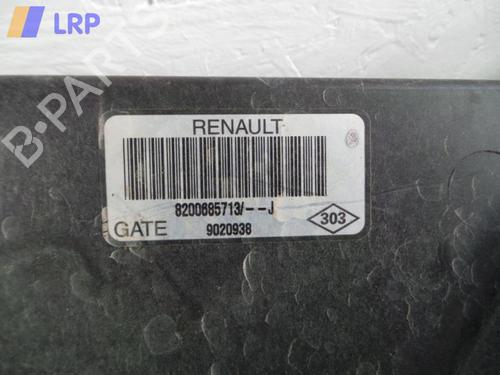 LRP
B-PARTS
RENAULT
8200685713/--J
GATE 9020938
303